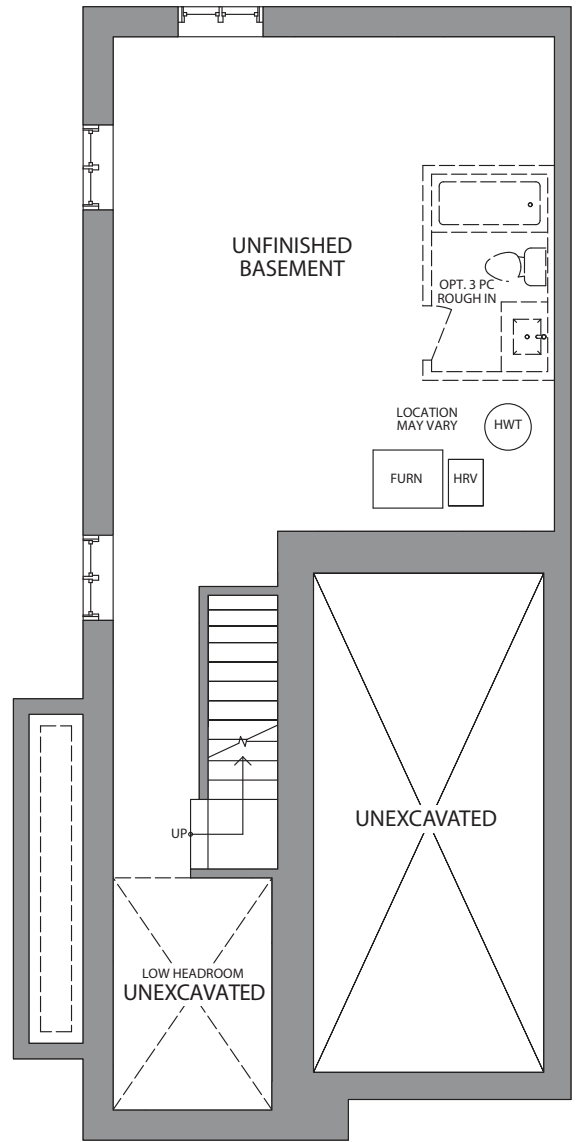 UNFINISHED
BASEMENT
OPT. 3 PC
ROUGH IN
LOCATION
MAY VARY
HWT
FURN
HRV
UNEXCAVATED
UP
LOW HEADROOM
UNEXCAVATED